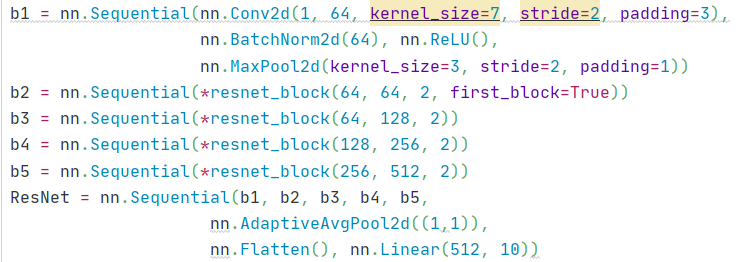 b1 = nn.Sequential(nn.Conv2d(1, 64, kernel_size=7, stride=2, padding=3),
nn.BatchNorm2d(64), nn.ReLU(),
nn.MaxPool2d(kernel_size=3, stride=2, padding=1))
b2 = nn.Sequential(*resnet_block(64, 64, 2, first_block=True))
b3 = nn.Sequential(*resnet_block(64, 128, 2))
b4 = nn.Sequential(*resnet_block(128, 256, 2))
b5 = nn.Sequential(*resnet_block(256, 512, 2))
ResNet = nn.Sequential(b1, b2, b3, b4, b5,
nn.AdaptiveAvgPool2d((1,1)),
nn.Flatten(), nn.Linear(512, 10))